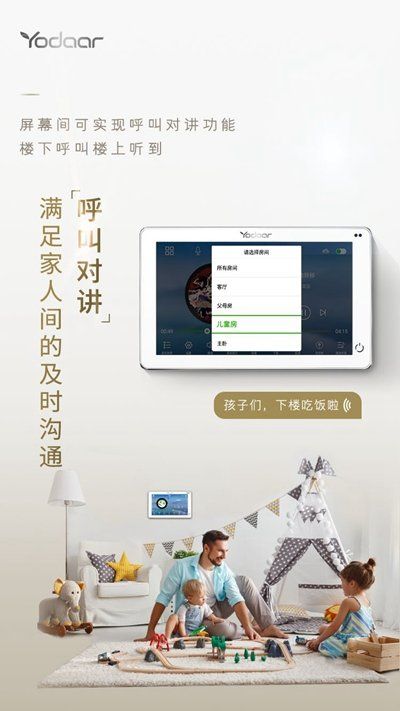 Yodaar
屏幕间可实现呼叫对讲功能
楼下呼叫楼上听到
「呼叫对讲」
满足家人间的及时沟通
Yodaar
请选择房间
所有房间
客厅
父母房
儿童房
主卧
00:49
04:15
孩子们，下楼吃饭啦